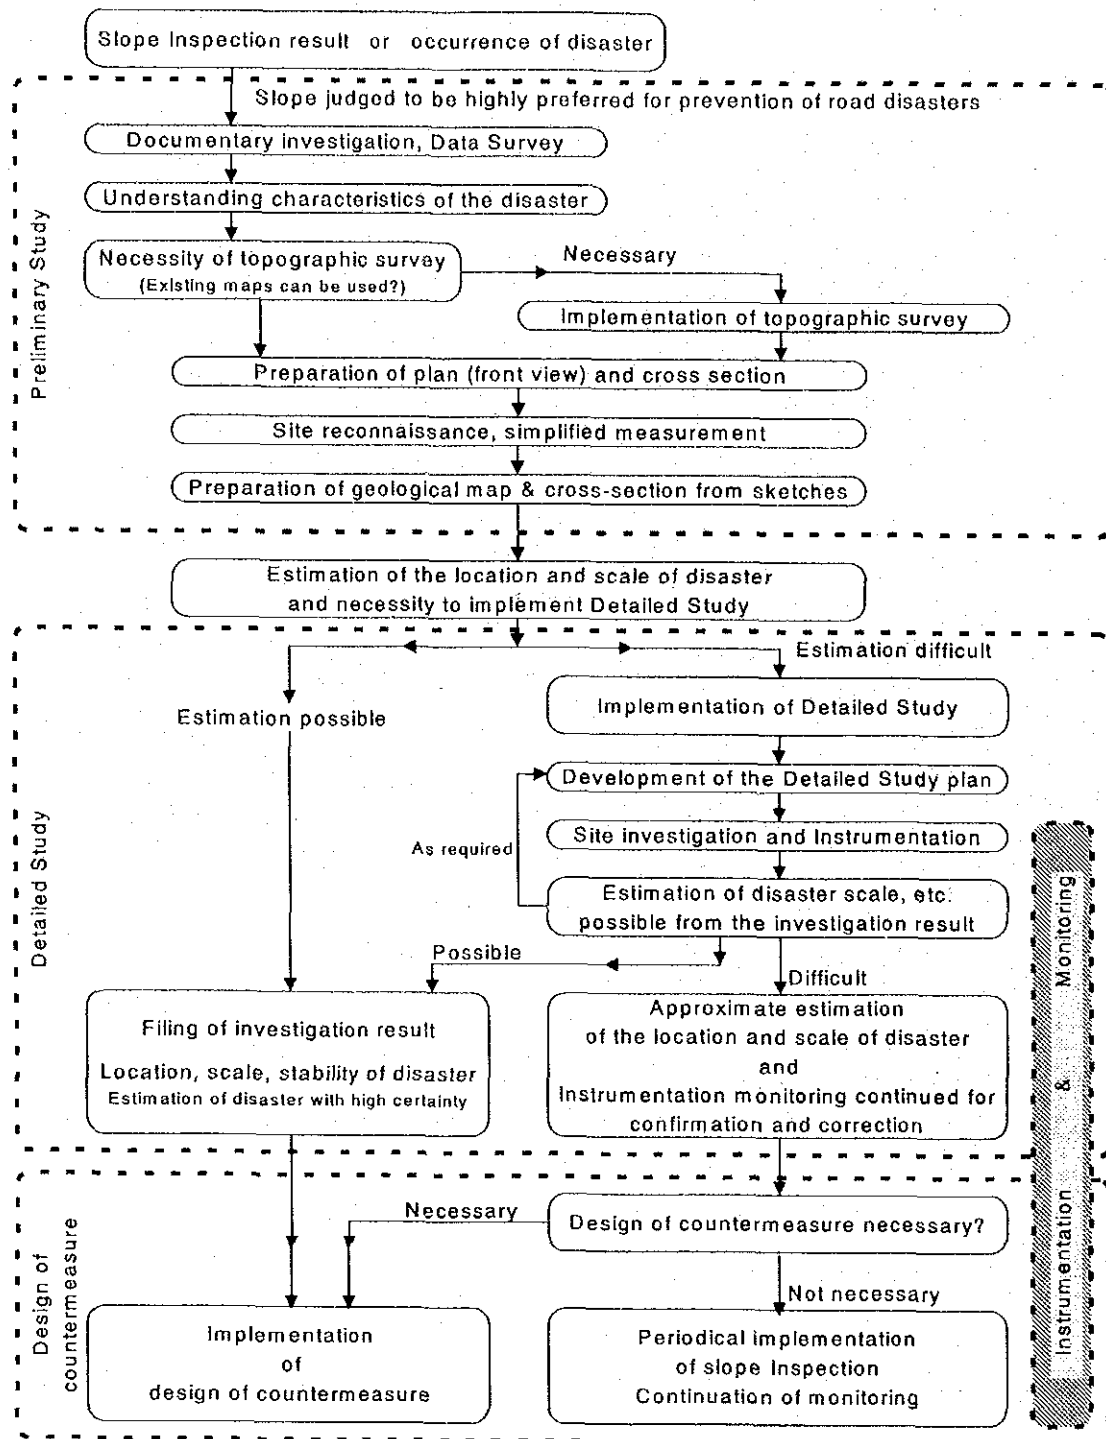 Slope Inspection result or occurrence of disaster
Slope judged to be highly preferred for prevention of road disasters
Documentary investigation, Data Survey
Understanding characteristics of the disaster
Necessity of topographic survey
(Existing maps can be used?)
Necessary
Implementation of topographic survey
Preparation of plan (front view) and cross section
Site reconnaissance, simplified measurement
Preparation of geological map & cross-section from sketches
Preliminary Study
Estimation of the location and scale of disaster
and necessity to implement Detailed Study
Estimation difficult
Estimation possible
Implementation of Detailed Study
Development of the Detailed Study plan
As required
Site investigation and Instrumentation
Estimation of disaster scale, etc.
possible from the investigation result
Possible
Difficult
Filing of investigation result
Location, scale, stability of disaster
Estimation of disaster with high certainty
Approximate estimation
of the location and scale of disaster
and
Instrumentation monitoring continued for
confirmation and correction
Detailed Study
Necessary
Design of countermeasure necessary?
Not necessary
Implementation
of
design of countermeasure
Periodical implementation
of slope Inspection
Continuation of monitoring
Design of
countermeasure
Instrumentation & Monitoring